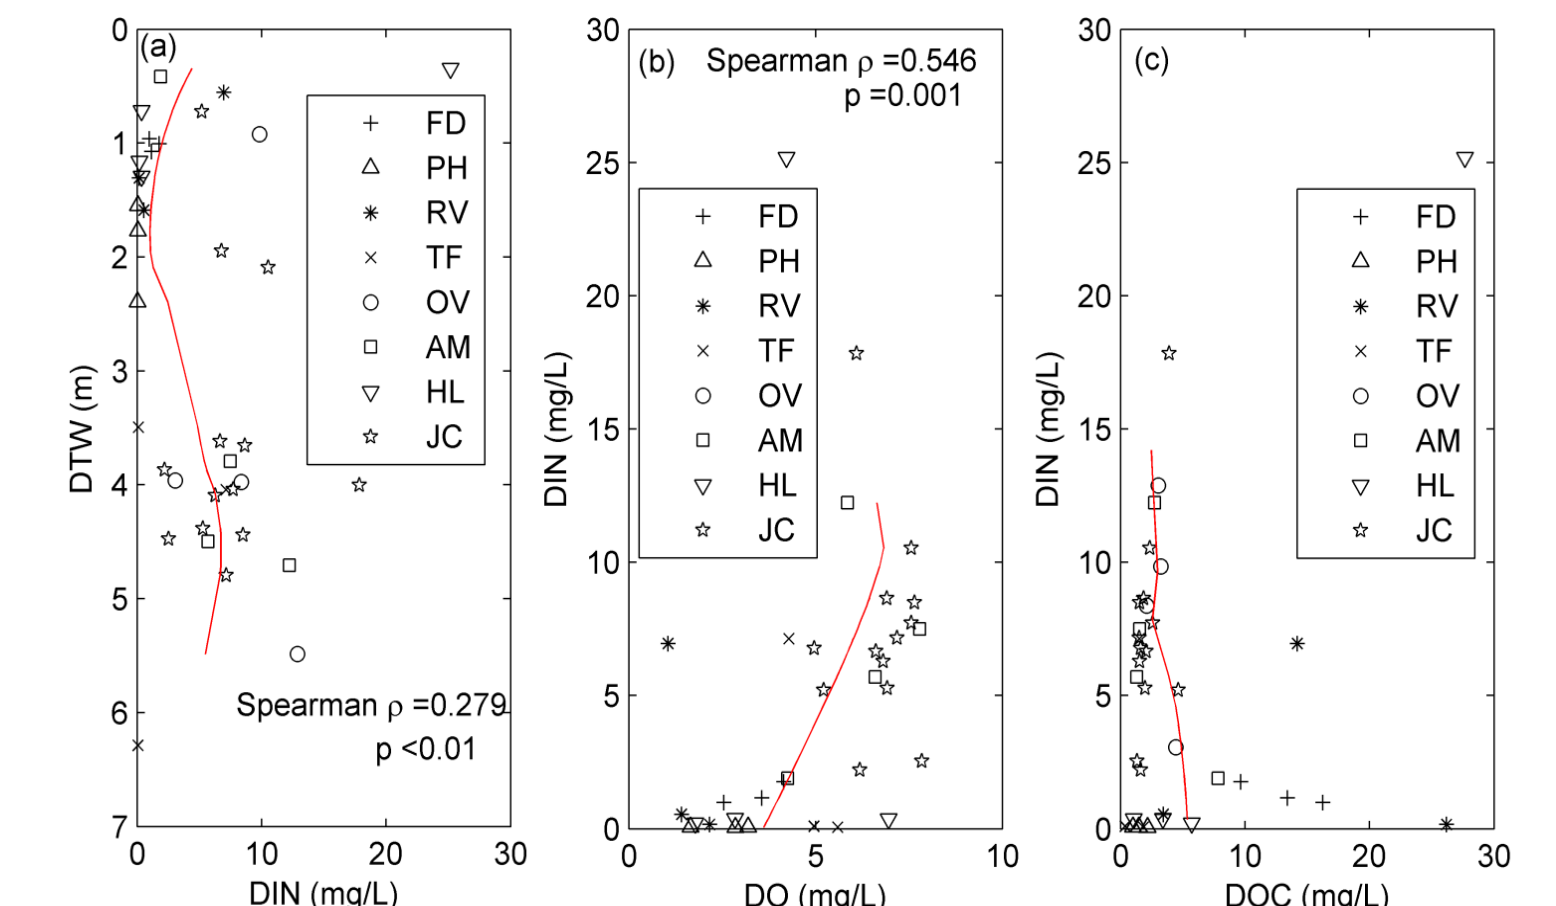 0
1
2
3
4
5
6
7
DTW (m)
(a)
FD
PH
RV
TF
OV
AM
HL
JC
Spearman ρ =0.279
p <0.01
0 10 20 30
DIN (mg/L)
30
25
20
15
10
5
0
DIN (mg/L)
(b)
Spearman ρ =0.546
p =0.001
FD
PH
RV
TF
OV
AM
HL
JC
0 5 10
DO (mg/L)
30
25
20
15
10
5
0
DIN (mg/L)
(c)
FD
PH
RV
TF
OV
AM
HL
JC
0 10 20 30
DOC (mg/L)